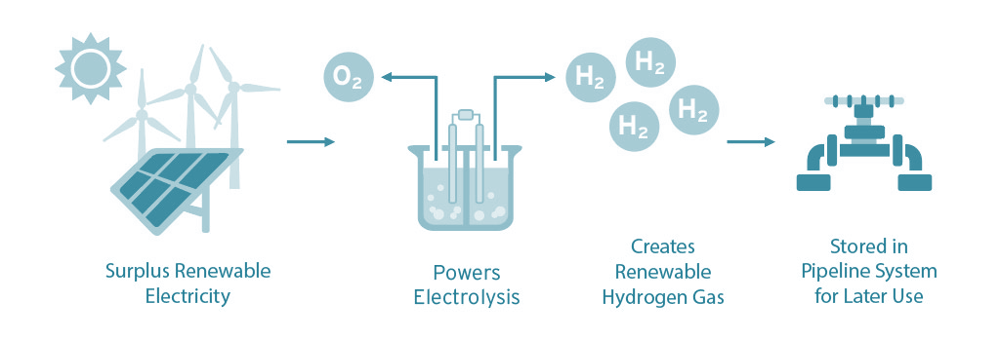 O₂
H₂
H₂
H₂
H₂
Surplus Renewable
Electricity
Powers
Electrolysis
Creates
Renewable
Hydrogen Gas
Stored in
Pipeline System
for Later Use